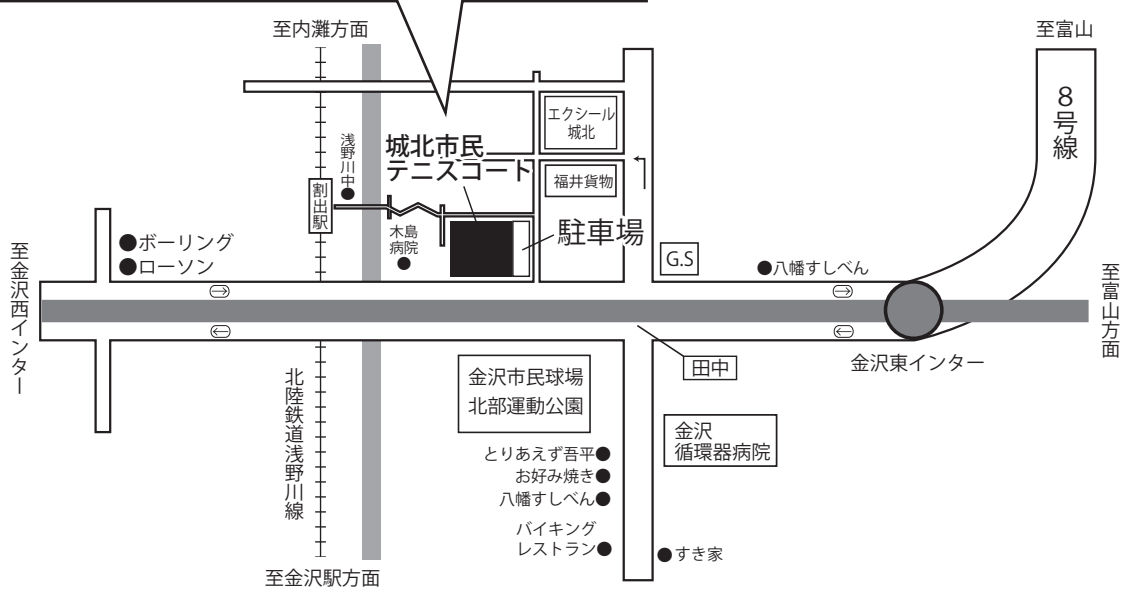 至内灘方面
至富山
8号線
エクシール
城北
浅野川中
城北市民
テニスコート
福井貨物
割出駅
木島
病院
駐車場
ボーリング
ローソン
G.S
八幡すしべん
至金沢西インター
至富山方面
金沢東インター
田中
金沢市民球場
北部運動公園
北陸鉄道浅野川線
金沢
循環器病院
とりあえず吾平
お好み焼き
八幡すしべん
バイキング
レストラン
すき家
至金沢駅方面